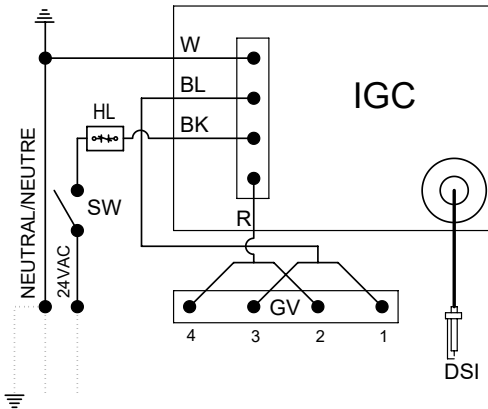 W
BL
IGC
HL
BK
NEUTRAL/NEUTRE
SW
24VAC
R
GV
4 3 2 1
DSI